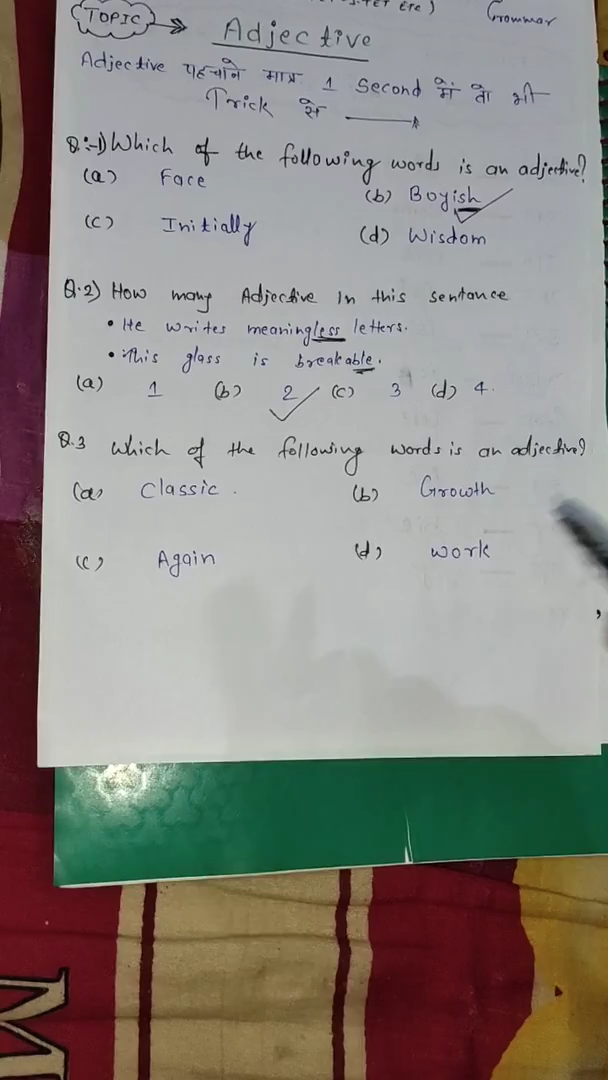 TET Etc) Grammar
TOPIC Adjective
Adjective पहचाने मात्र 1 Second में वो भी
Trick से
Q:-1) Which of the following words is an adjective?
(a) Face
(b) Boyish
(c) Initially
(d) Wisdom
Q.2) How many Adjective In this sentence
• He writes meaningless letters.
• This glass is breakable.
(a) 1 (b) 2 (c) 3 (d) 4.
Q.3 Which of the following words is an adjective?
(a) Classic.
(b) Growth
(c) Again
(d) work
M